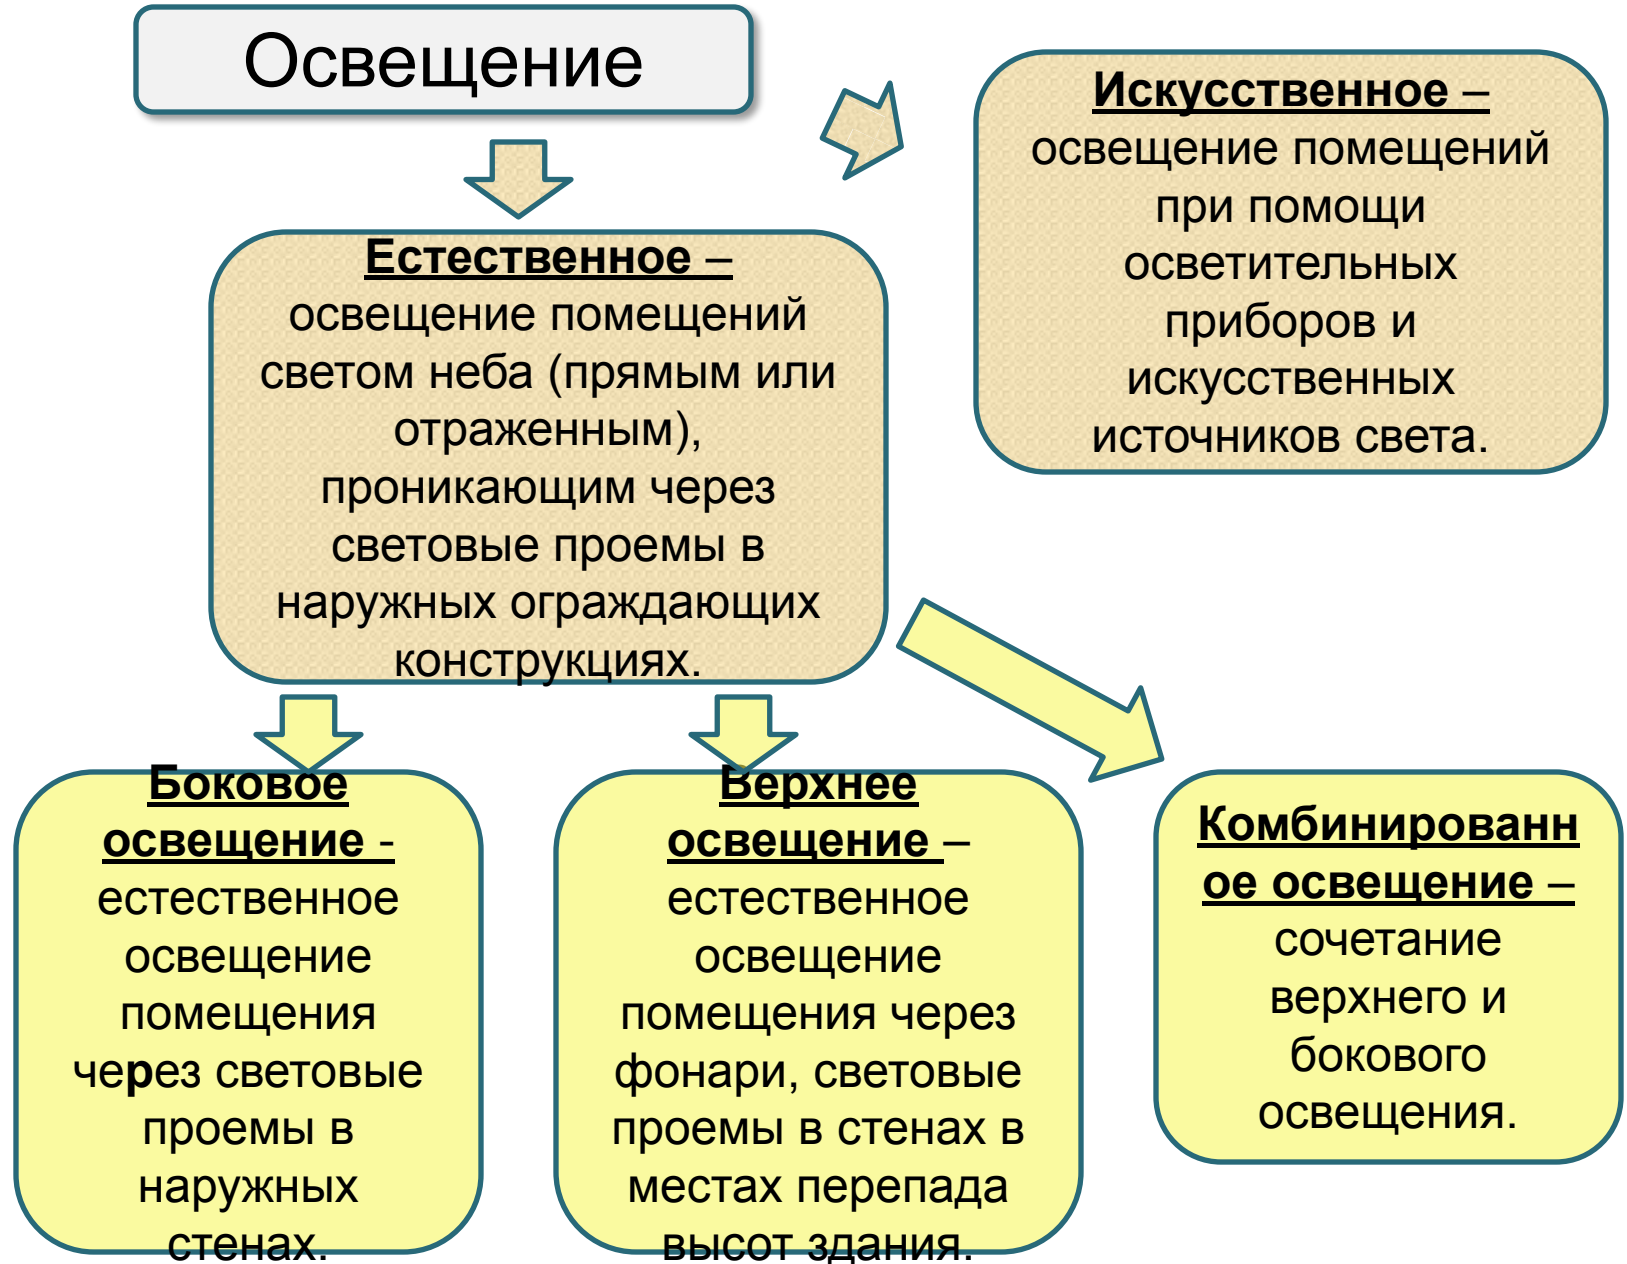 Освещение
Искусственное –
освещение помещений
при помощи
осветительных
приборов и
искусственных
источников света.
Естественное –
освещение помещений
светом неба (прямым или
отраженным),
проникающим через
световые проемы в
наружных ограждающих
конструкциях.
Боковое
освещение -
естественное
освещение
помещения
через световые
проемы в
наружных
стенах.
Верхнее
освещение –
естественное
освещение
помещения через
фонари, световые
проемы в стенах в
местах перепада
высот здания.
Комбинированн
ое освещение –
сочетание
верхнего и
бокового
освещения.